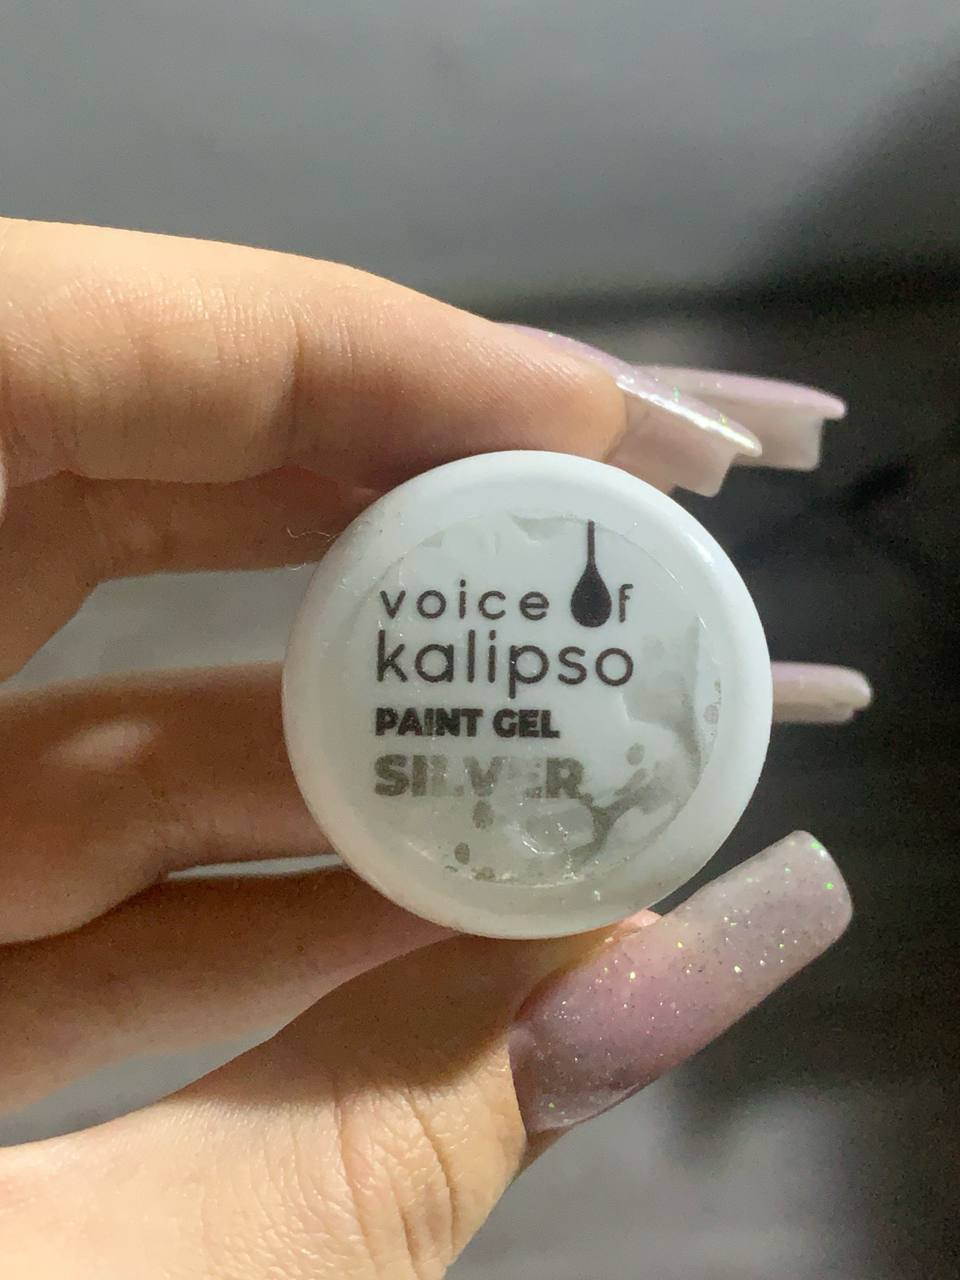 voice of
kalipso
PAINT GEL
SILVER